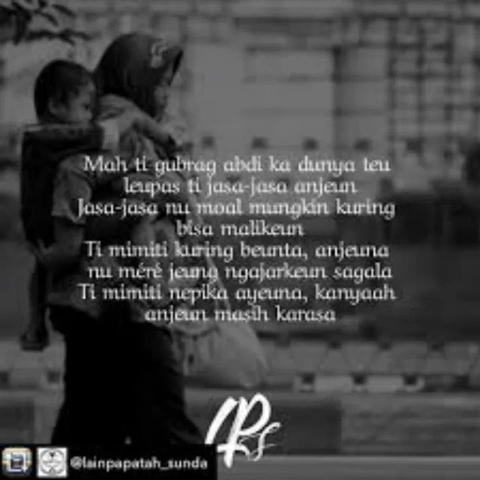 Mah ti gubrag abdi ka dunya teu
leupas ti jasa-jasa anjeun
Jasa-jasa nu moal mungkin kuring
bisa malikeun
Ti mimiti kuring beunta, anjeuna
nu méré jeung ngajarkeun sagala
Ti mimiti nepika ayeuna, kanyaah
anjeun masih karasa
@lainpapatah_sunda